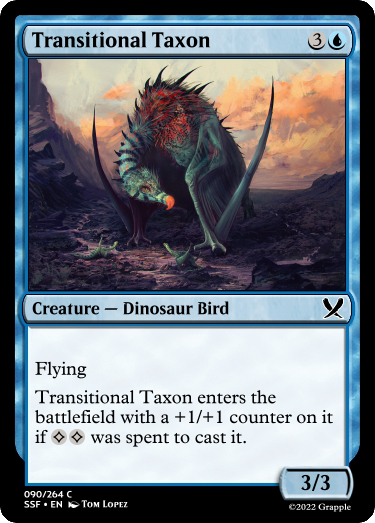 Transitional Taxon 3
Creature — Dinosaur Bird
Flying
Transitional Taxon enters the
battlefield with a +1/+1 counter on it
if was spent to cast it.
3/3
090/264 C
SSF • EN Tom Lopez
©2022 Grapple